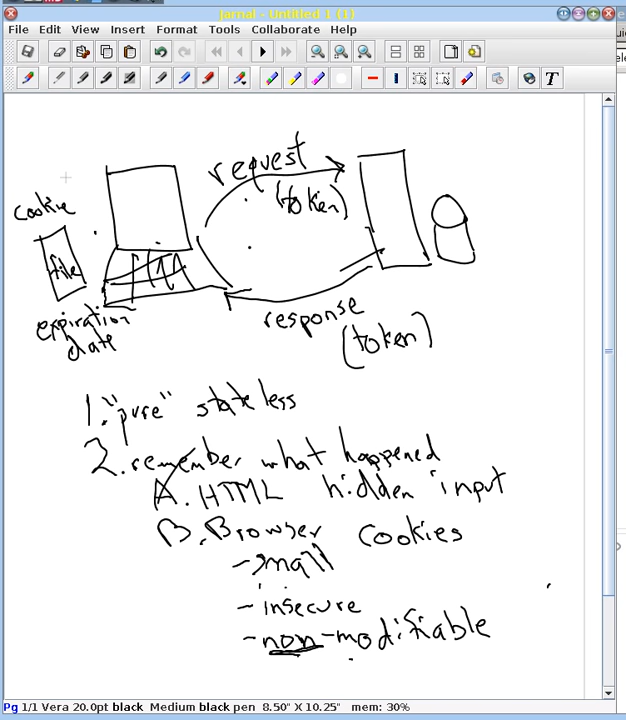 jarnal - Untitled 1 (1)
File Edit View Insert Format Tools Collaborate Help
T
request
(token)
cookie
file
expiration
date
response
(token)
1. "pure" stateless
2. remember what happened
A. HTML hidden input
B. Browser cookies
- small
- insecure
- non-modifiable
Pg 1/1 Vera 20.0pt black Medium black pen 8.50" X 10.25" mem: 30%